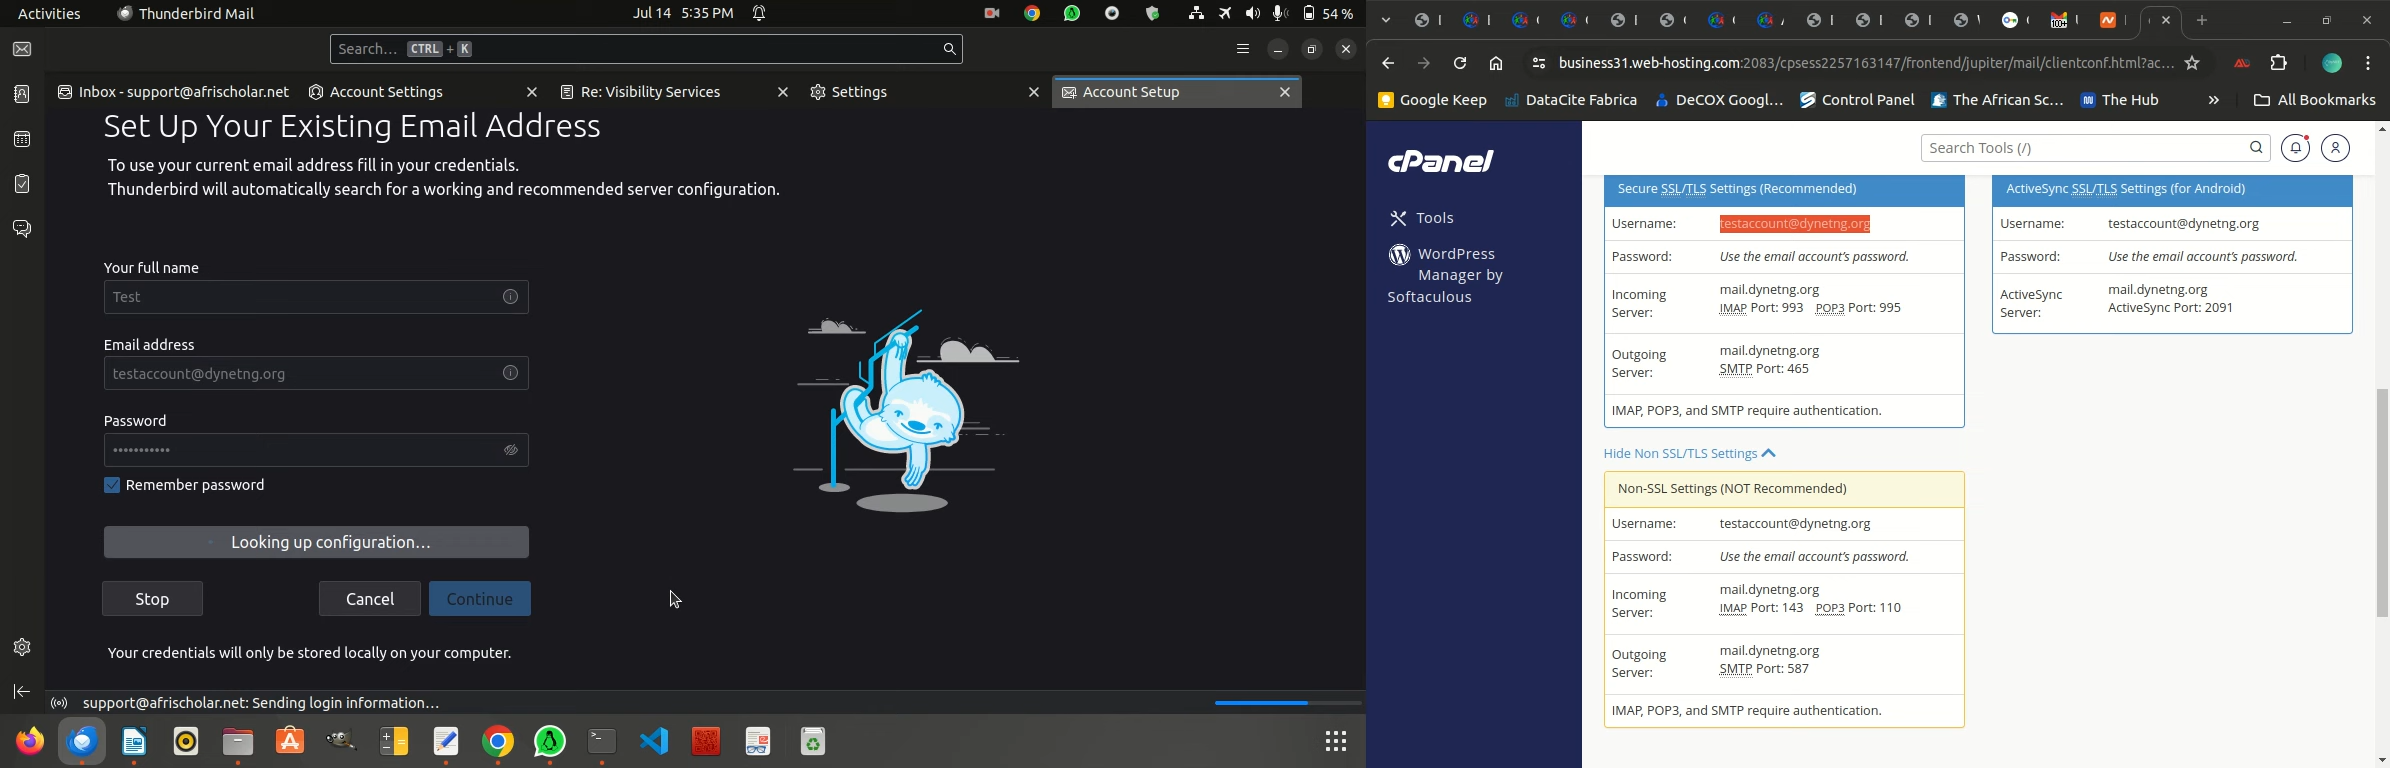 Activities
Thunderbird Mail
Jul 14 5:35 PM
54 %
Search... CTRL + K
Inbox - support@afrischolar.net
Account Settings
Re: Visibility Services
Settings
Account Setup
Set Up Your Existing Email Address
To use your current email address fill in your credentials.
Thunderbird will automatically search for a working and recommended server configuration.
Your full name
Test
Email address
testaccount@dynetng.org
Password
•••••••••••
Remember password
Looking up configuration…
Stop
Cancel
Continue
Your credentials will only be stored locally on your computer.
support@afrischolar.net: Sending login information…
business31.web-hosting.com:2083/cpsess2257163147/frontend/jupiter/mail/clientconf.html?ac...
Google Keep
DataCite Fabrica
DeCOX Googl...
Control Panel
The African Sc...
The Hub
»
All Bookmarks
cPanel
Search Tools (/)
Tools
WordPress
Manager by
Softaculous
Secure SSL/TLS Settings (Recommended)
Username: testaccount@dynetng.org
Password: Use the email account's password.
Incoming Server: mail.dynetng.org
IMAP Port: 993 POP3 Port: 995
Outgoing Server: mail.dynetng.org
SMTP Port: 465
IMAP, POP3, and SMTP require authentication.
ActiveSync SSL/TLS Settings (for Android)
Username: testaccount@dynetng.org
Password: Use the email account's password.
ActiveSync Server: mail.dynetng.org
ActiveSync Port: 2091
Hide Non SSL/TLS Settings
Non-SSL Settings (NOT Recommended)
Username: testaccount@dynetng.org
Password: Use the email account's password.
Incoming Server: mail.dynetng.org
IMAP Port: 143 POP3 Port: 110
Outgoing Server: mail.dynetng.org
SMTP Port: 587
IMAP, POP3, and SMTP require authentication.